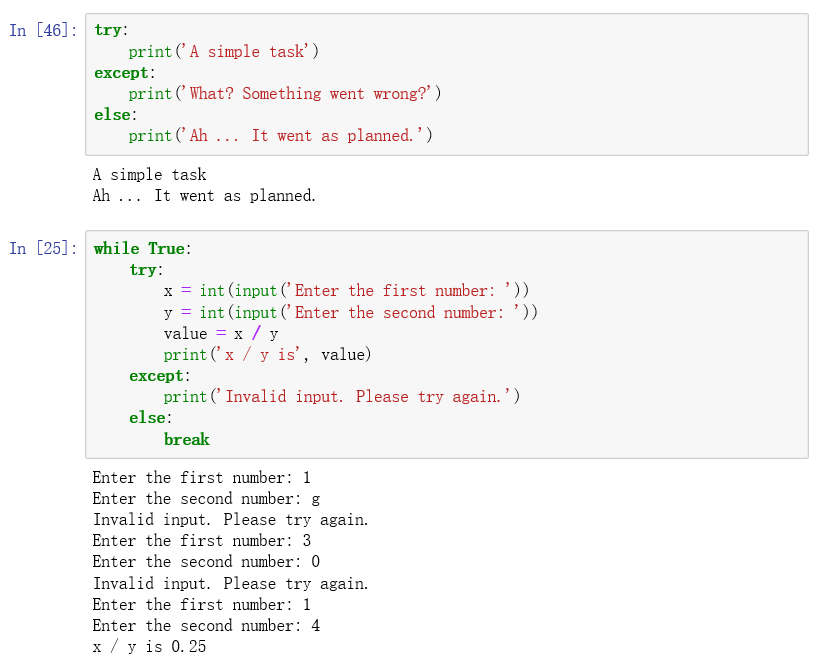 In [46]: try:
    print('A simple task')
except:
    print('What? Something went wrong?')
else:
    print('Ah ... It went as planned.')
A simple task
Ah ... It went as planned.
In [25]: while True:
    try:
        x = int(input('Enter the first number: '))
        y = int(input('Enter the second number: '))
        value = x / y
        print('x / y is', value)
    except:
        print('Invalid input. Please try again.')
    else:
        break
Enter the first number: 1
Enter the second number: g
Invalid input. Please try again.
Enter the first number: 3
Enter the second number: 0
Invalid input. Please try again.
Enter the first number: 1
Enter the second number: 4
x / y is 0.25